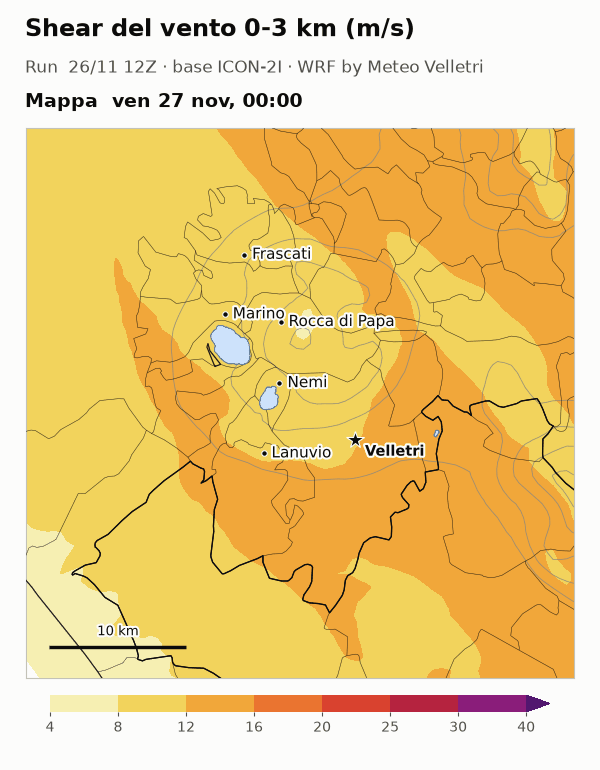 Shear del vento 0-3 km (m/s)
Run  26/11 12Z · base ICON-2I · WRF by Meteo Velletri
Mappa  ven 27 nov, 00:00
Frascati
Marino
Rocca di Papa
Nemi
Velletri
Lanuvio
10 km
4 8 12 16 20 25 30 40